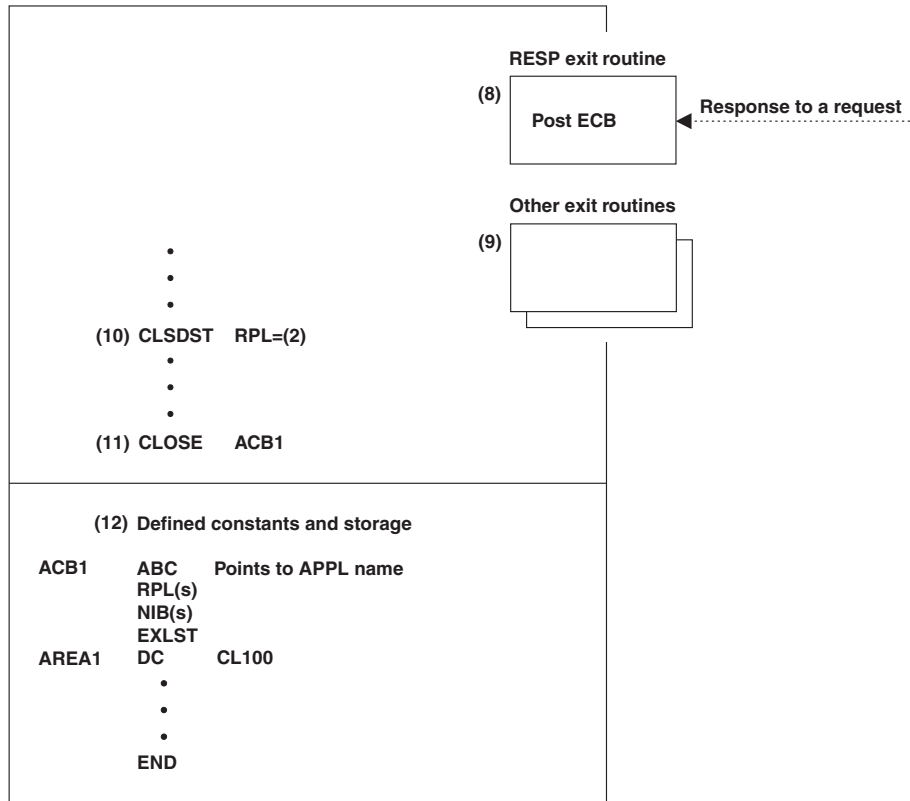 RESP exit routine
(8)
Post ECB
Response to a request
Other exit routines
(9)
(10) CLSDST RPL=(2)
(11) CLOSE ACB1
(12) Defined constants and storage
ACB1 ABC Points to APPL name
RPL(s)
NIB(s)
EXLST
AREA1 DC CL100
END